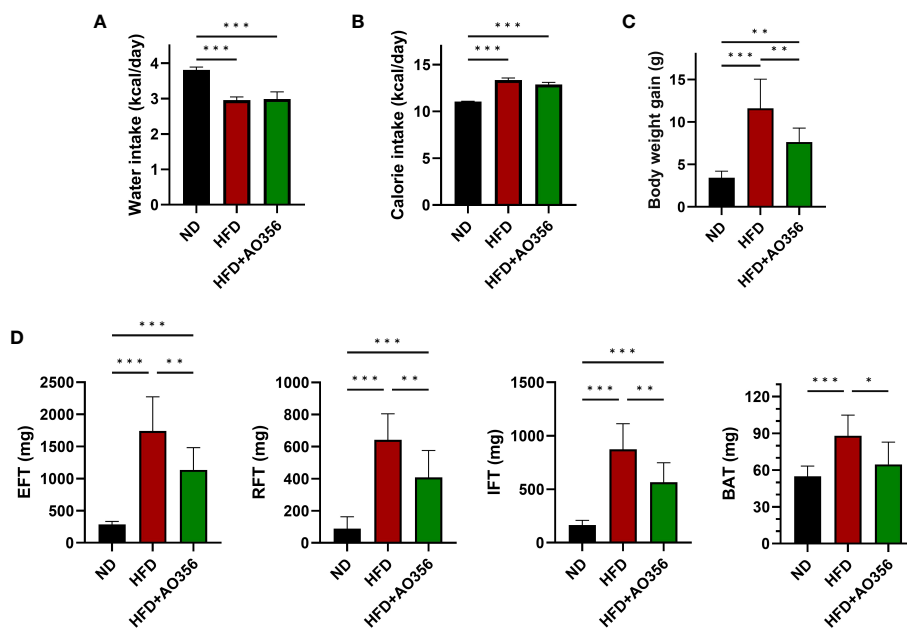 A
* * *
* * *
Water intake (kcal/day)
4
3
2
1
0
ND
HFD
HFD+AO356
B
* * *
* * *
Calorie intake (kcal/day)
15
10
5
0
ND
HFD
HFD+AO356
C
* *
* * *
* *
Body weight gain (g)
15
10
5
0
ND
HFD
HFD+AO356
D
* * *
* * *
* *
EFT (mg)
2500
2000
1500
1000
500
0
ND
HFD
HFD+AO356
* * *
* * *
* *
RFT (mg)
1000
800
600
400
200
0
ND
HFD
HFD+AO356
* * *
* * *
* *
IFT (mg)
1500
1000
500
0
ND
HFD
HFD+AO356
* * *
*
BAT (mg)
120
90
60
30
0
ND
HFD
HFD+AO356